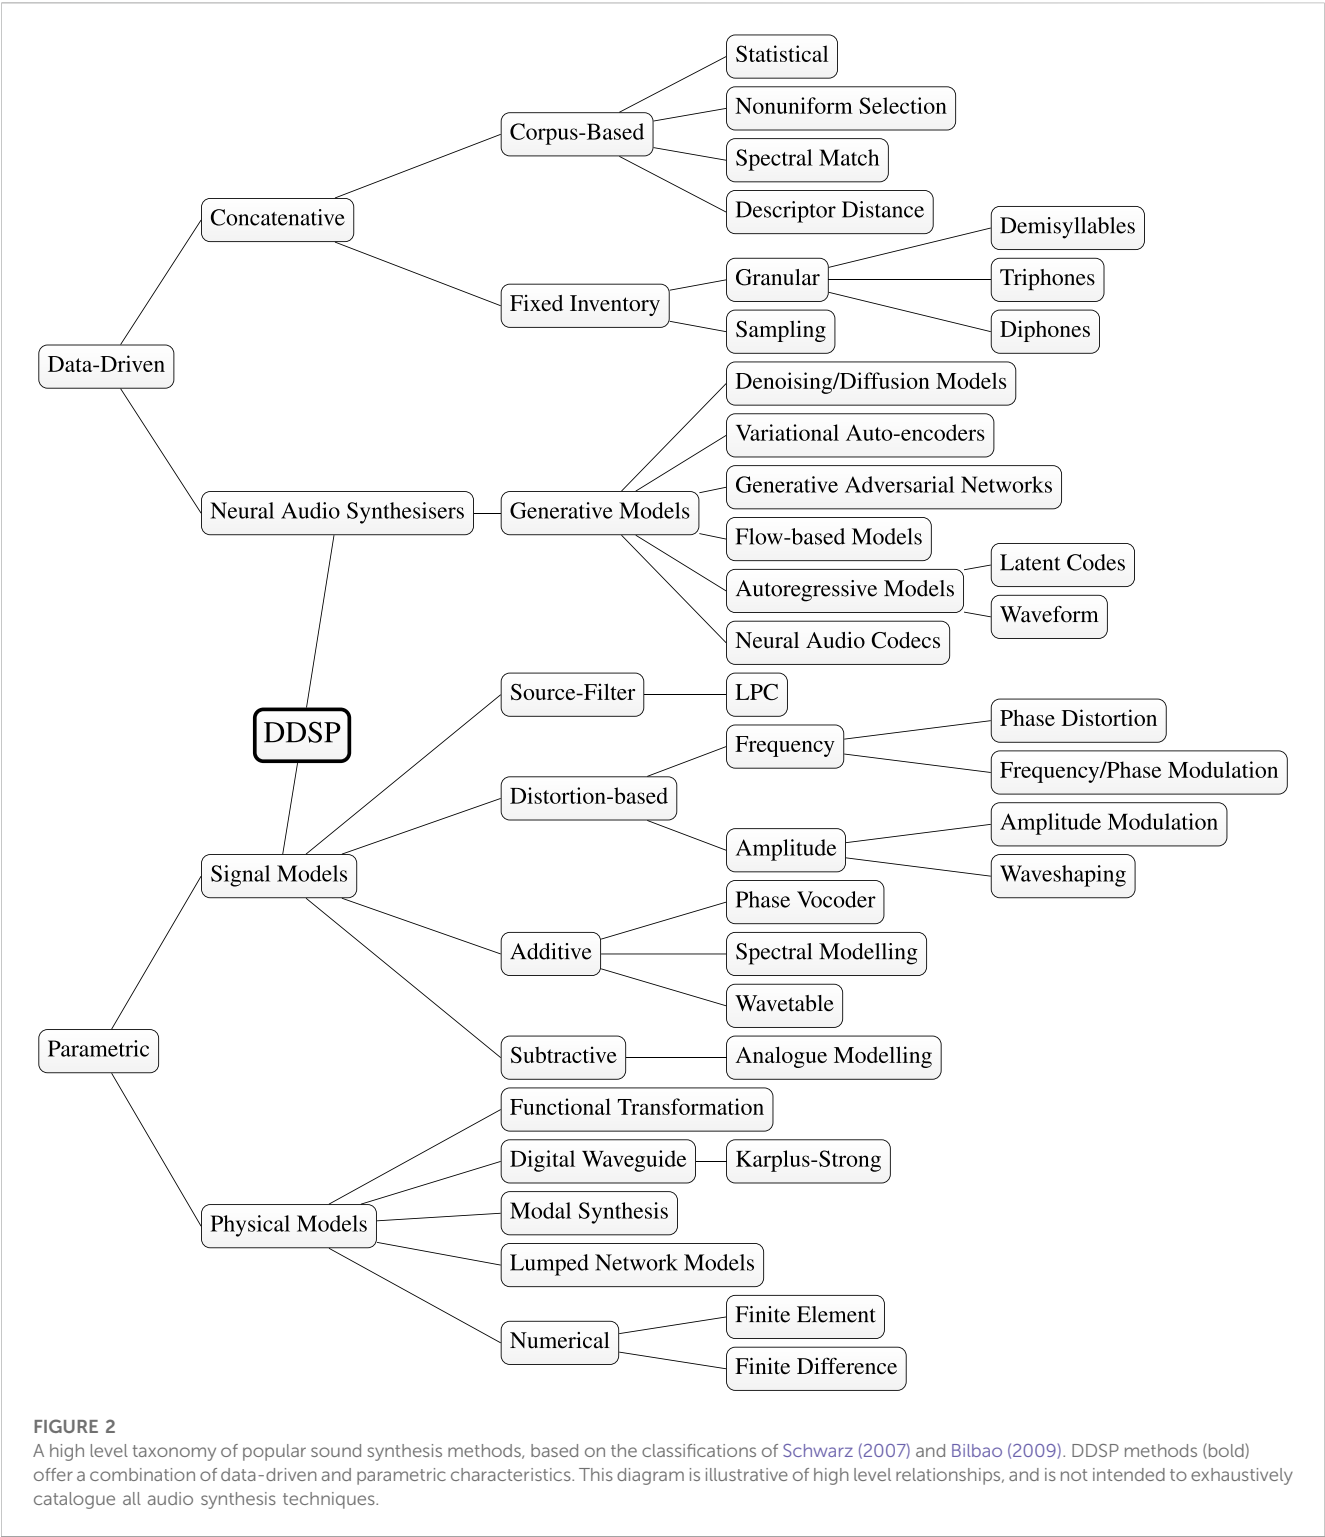 Statistical
Nonuniform Selection
Corpus-Based
Spectral Match
Descriptor Distance
Concatenative
Demisyllables
Granular
Triphones
Fixed Inventory
Sampling
Diphones
Data-Driven
Denoising/Diffusion Models
Variational Auto-encoders
Generative Adversarial Networks
Neural Audio Synthesisers
Generative Models
Flow-based Models
Latent Codes
Autoregressive Models
Waveform
Neural Audio Codecs
Source-Filter
LPC
DDSP
Phase Distortion
Frequency
Frequency/Phase Modulation
Distortion-based
Amplitude Modulation
Amplitude
Waveshaping
Signal Models
Phase Vocoder
Additive
Spectral Modelling
Wavetable
Parametric
Subtractive
Analogue Modelling
Functional Transformation
Digital Waveguide
Karplus-Strong
Modal Synthesis
Physical Models
Lumped Network Models
Finite Element
Numerical
Finite Difference
FIGURE 2
A high level taxonomy of popular sound synthesis methods, based on the classifications of Schwarz (2007) and Bilbao (2009). DDSP methods (bold)
offer a combination of data-driven and parametric characteristics. This diagram is illustrative of high level relationships, and is not intended to exhaustively
catalogue all audio synthesis techniques.